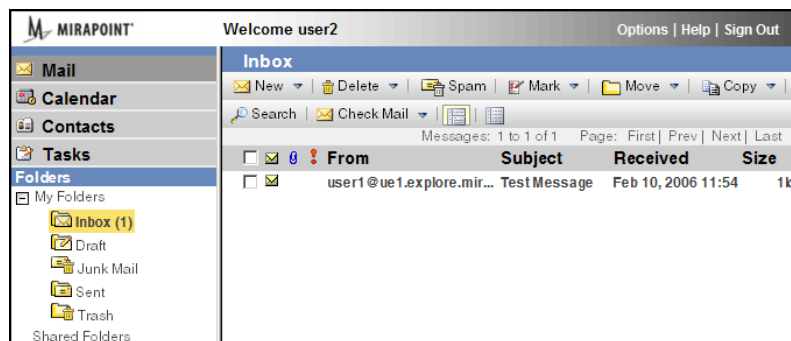 MIRAPOINT
Welcome user2
Options | Help | Sign Out
Mail
Calendar
Contacts
Tasks
Folders
My Folders
Inbox (1)
Draft
Junk Mail
Sent
Trash
Shared Folders
Inbox
New | Delete | Spam | Mark | Move | Copy |
Search | Check Mail | |
Messages: 1 to 1 of 1 Page: First| Prev| Next| Last
From Subject Received Size
user1@ue1.explore.mir... Test Message Feb 10, 2006 11:54 1k